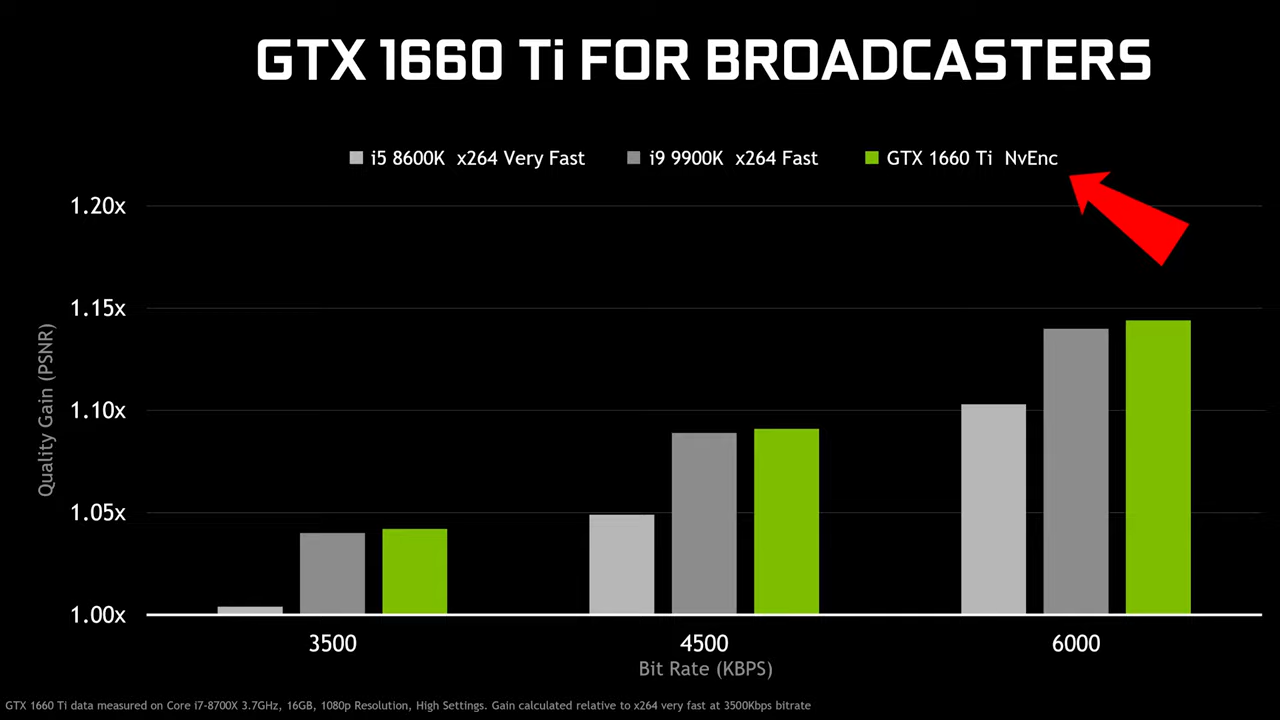 GTX 1660 Ti FOR BROADCASTERS
i5 8600K x264 Very Fast
i9 9900K x264 Fast
GTX 1660 Ti NvEnc
1.20x
1.15x
1.10x
1.05x
1.00x
Quality Gain (PSNR)
3500
4500
6000
Bit Rate (KBPS)
GTX 1660 Ti data measured on Core i7-8700X 3.7GHz, 16GB, 1080p Resolution, High Settings. Gain calculated relative to x264 very fast at 3500Kbps bitrate